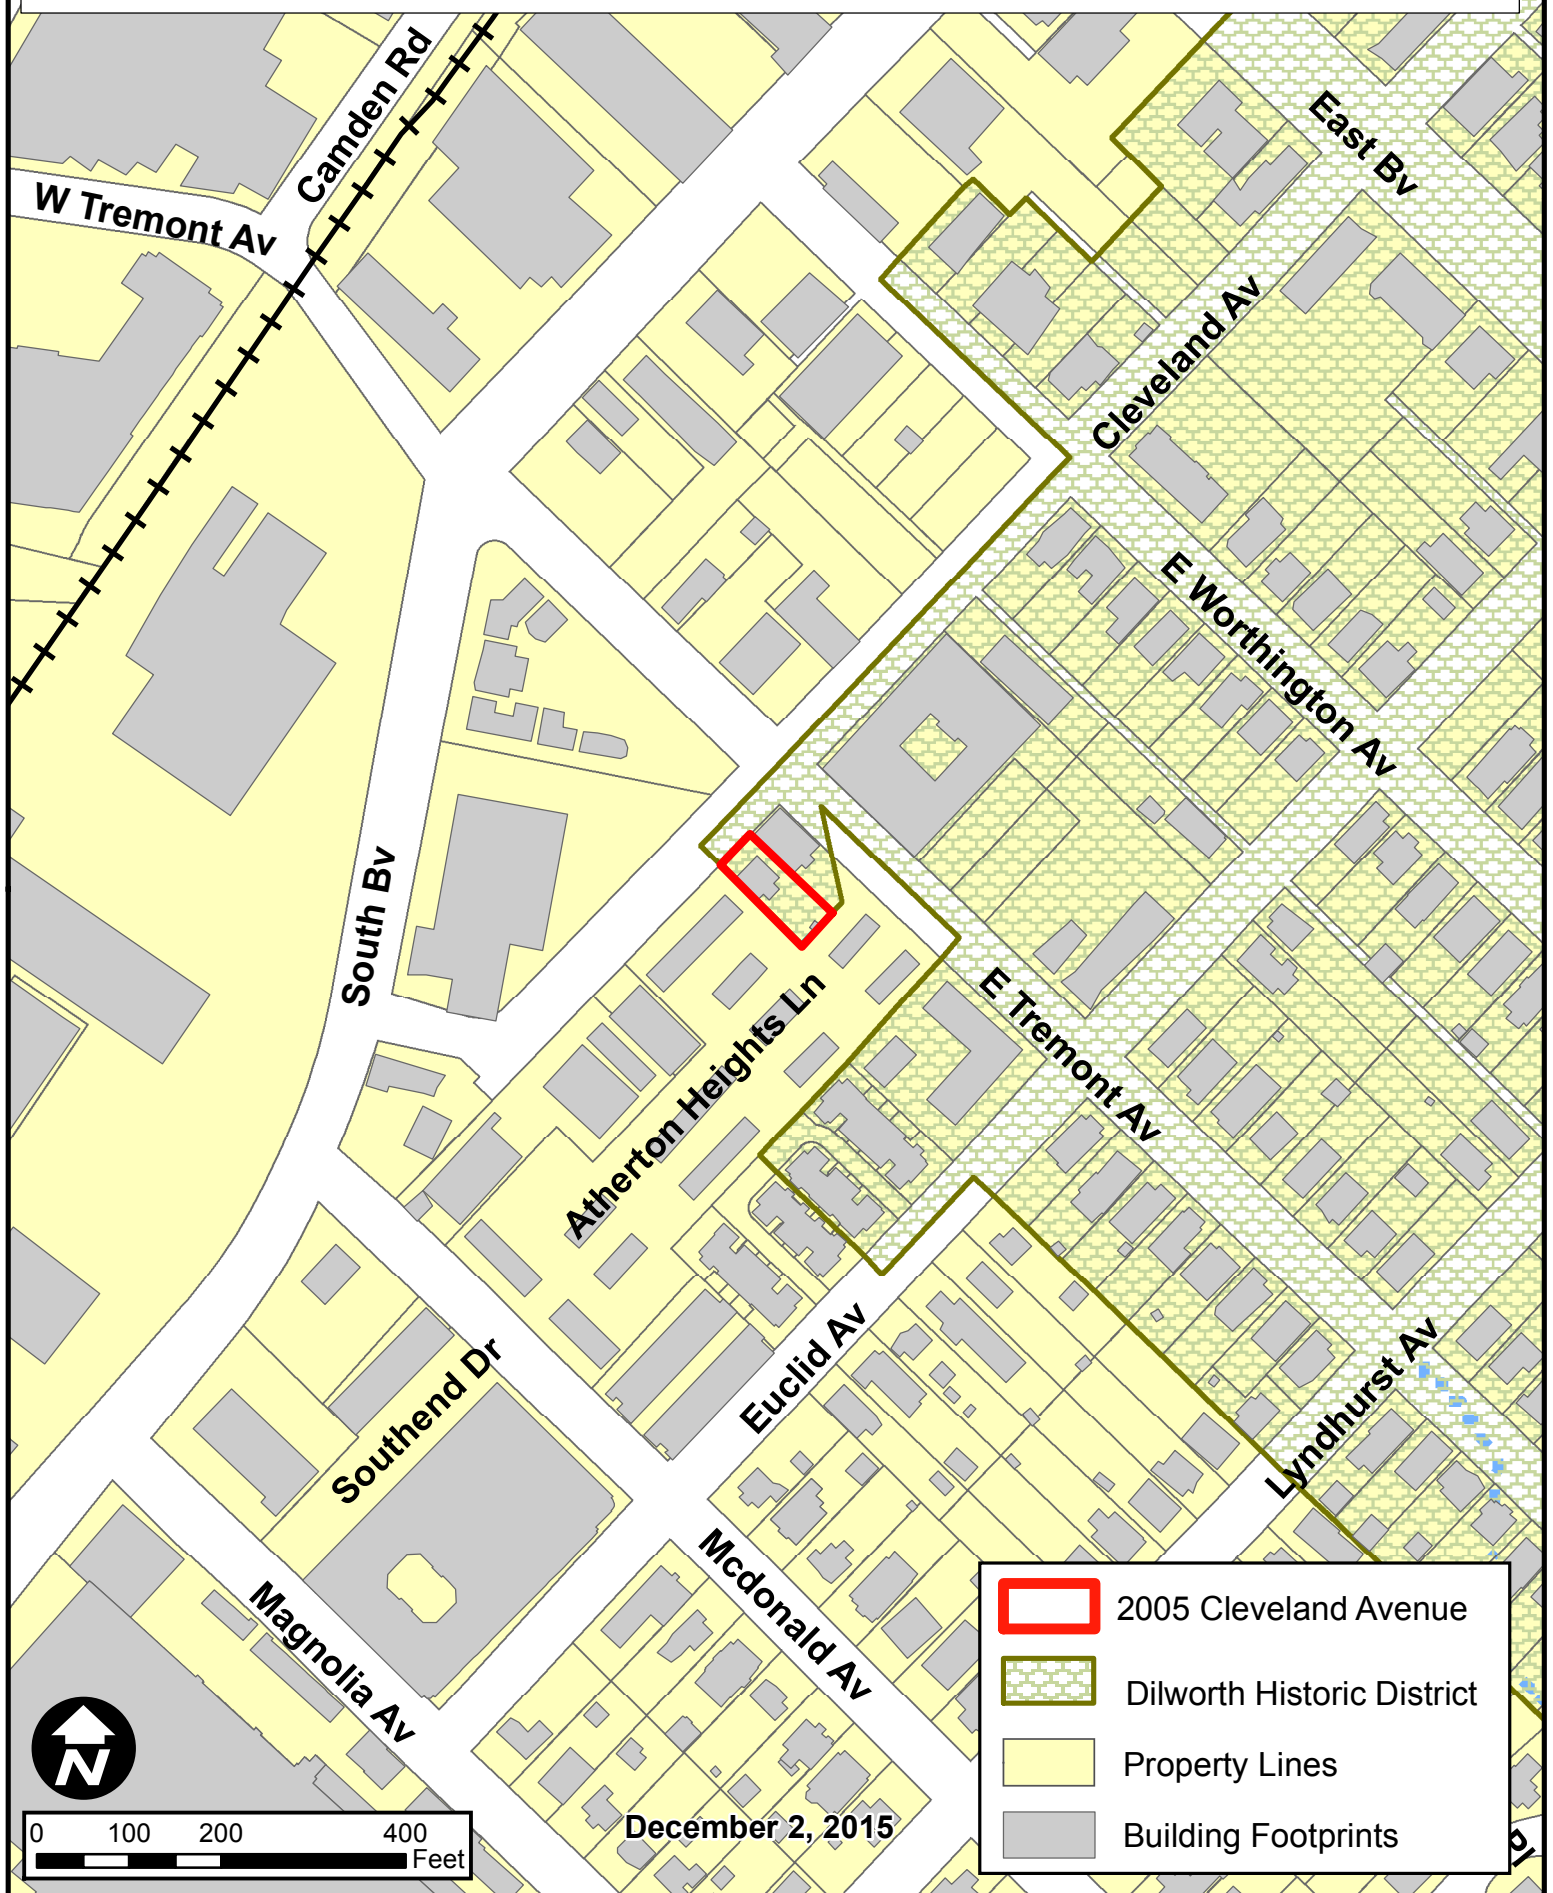 Camden Rd
W Tremont Av
East Bv
Cleveland Av
E Worthington Av
South Bv
E Tremont Av
Atherton Heights Ln
Euclid Av
Lyndhurst Av
Southend Dr
Mcdonald Av
Magnolia Av
2005 Cleveland Avenue
Dilworth Historic District
Property Lines
Building Footprints
Pl
N
0 100 200 400
Feet
December 2, 2015